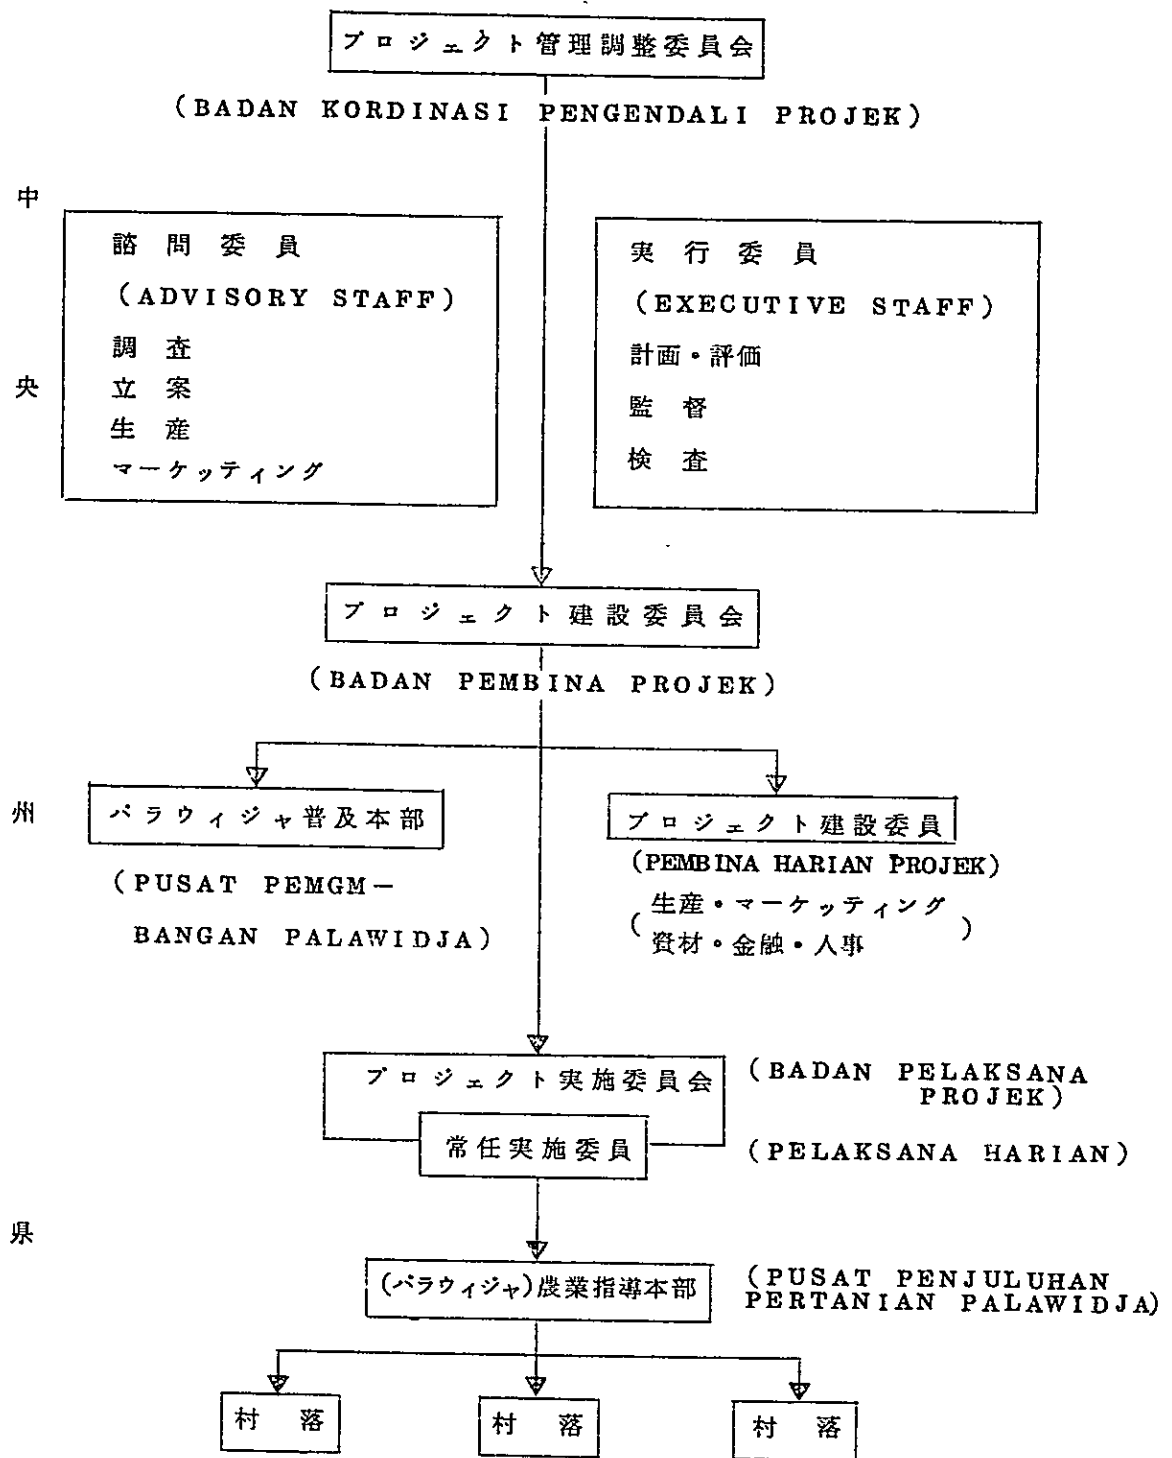 プロジェクト管理調整委員会
(BADAN KORDINASI PENGENDALI PROJEK)
中
諮問委員
(ADVISORY STAFF)
調査
立案
生産
マーケッティング
実行委員
(EXECUTIVE STAFF)
計画・評価
監督
検査
央
プロジェクト建設委員会
(BADAN PEMBINA PROJEK)
州
パラウィジャ普及本部
(PUSAT PEMGM-
BANGAN PALAWIDJA)
プロジェクト建設委員
(PEMBINA HARIAN PROJEK)
(生産・マーケッティング
資材・金融・人事)
プロジェクト実施委員会
(BADAN PELAKSANA
PROJEK)
常任実施委員
(PELAKSANA HARIAN)
県
(パラウィジャ)農業指導本部
(PUSAT PENJULUHAN
PERTANIAN PALAWIDJA)
村落
村落
村落